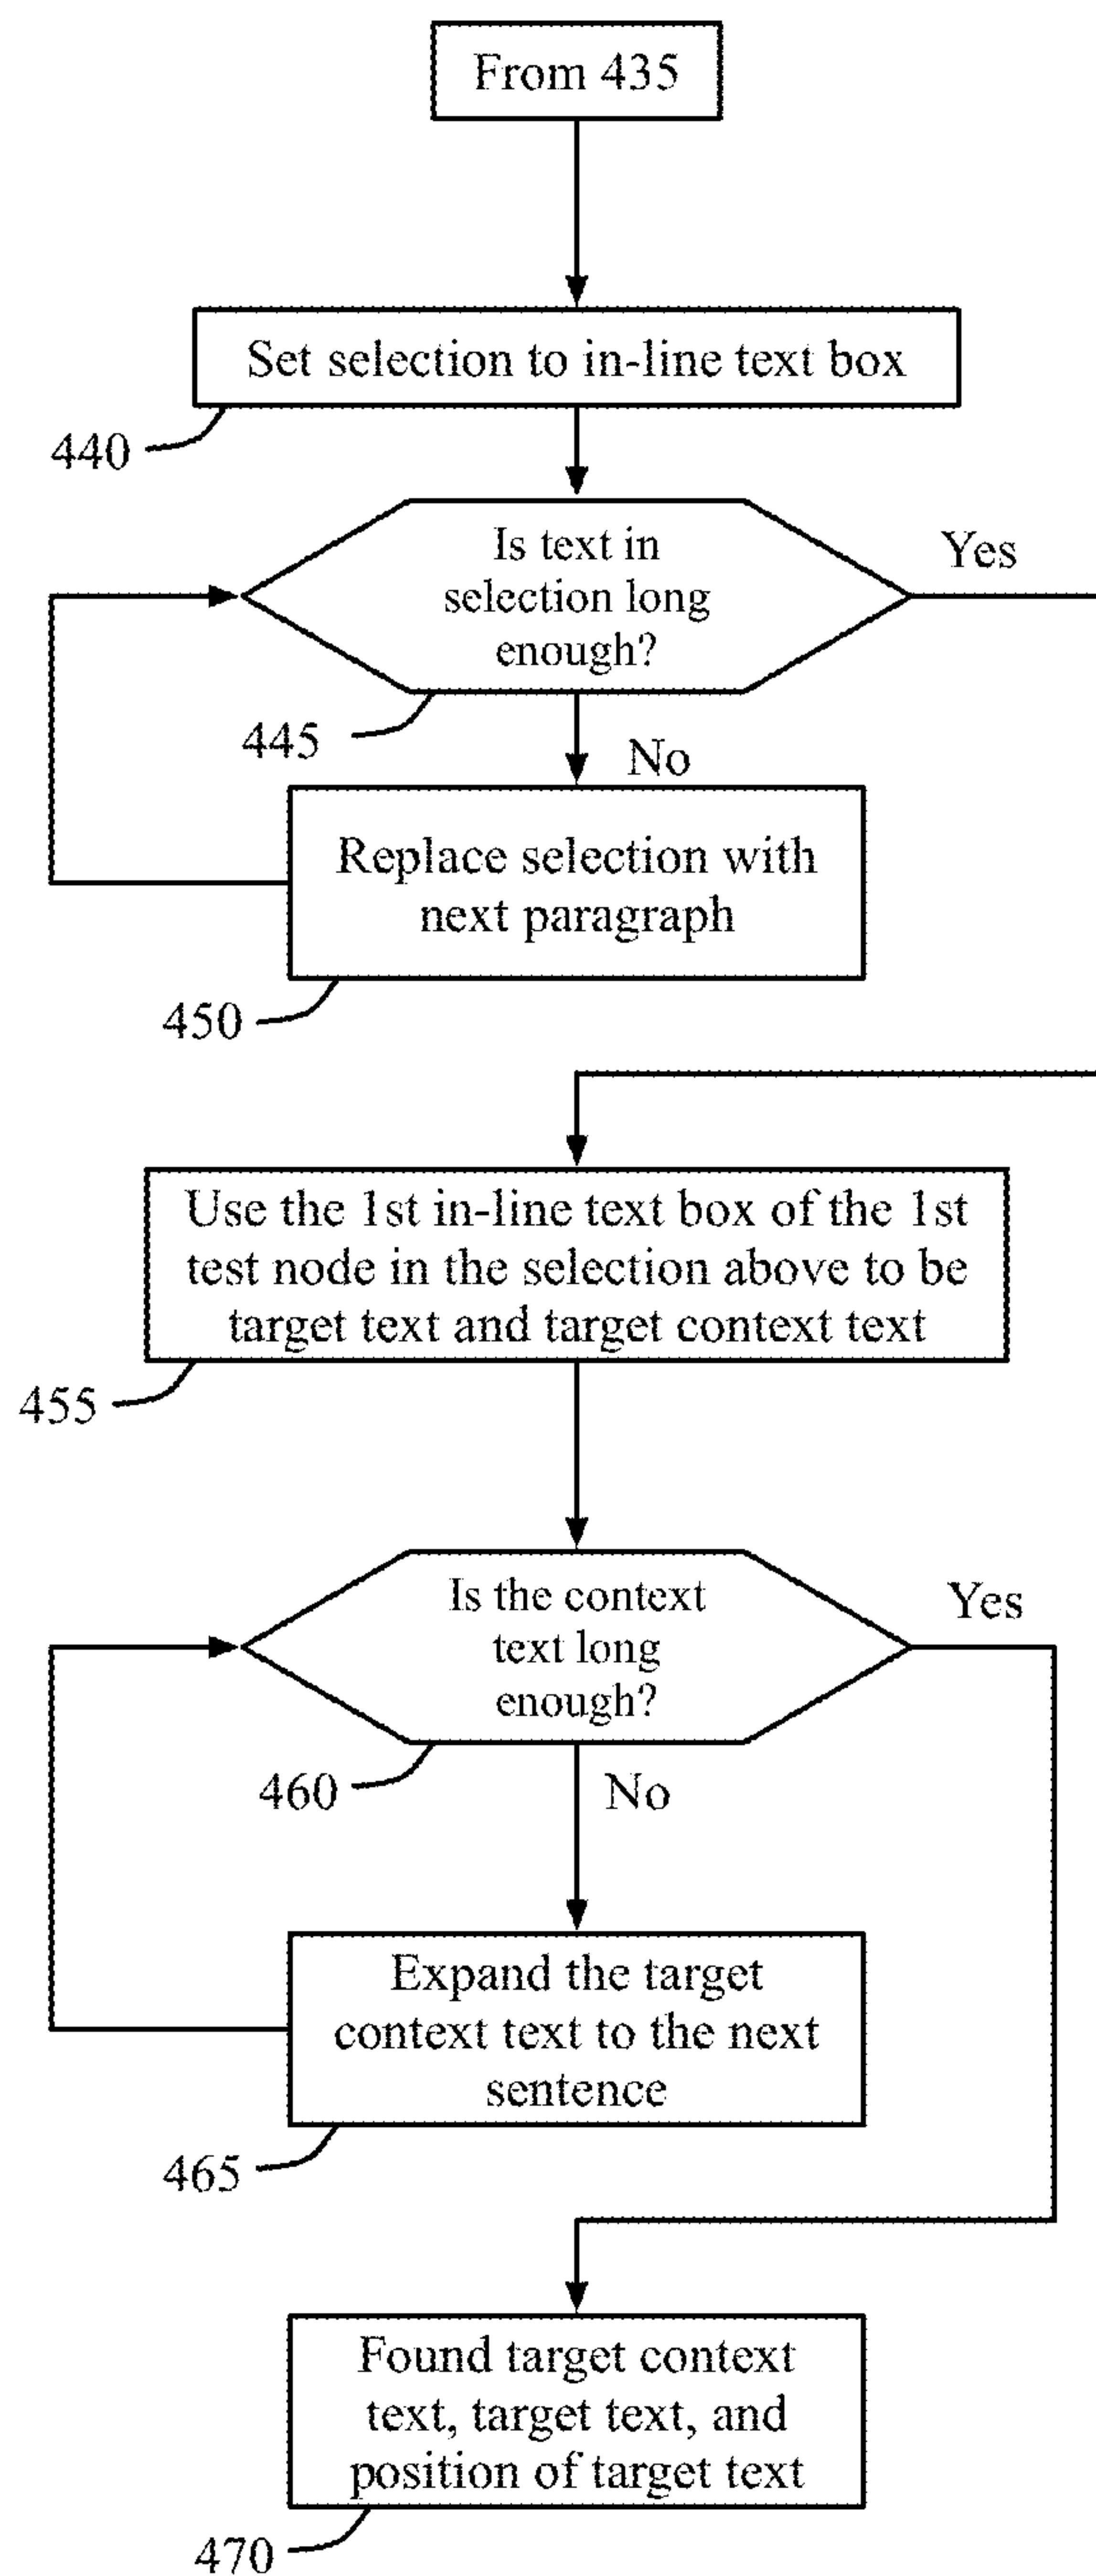 From 435
Set selection to in-line text box
440
Is text in
selection long
enough?
Yes
445
No
Replace selection with
next paragraph
450
Use the 1st in-line text box of the 1st
test node in the selection above to be
target text and target context text
455
Is the context
text long
enough?
Yes
460
No
Expand the target
context text to the next
sentence
465
Found target context
text, target text, and
position of target text
470